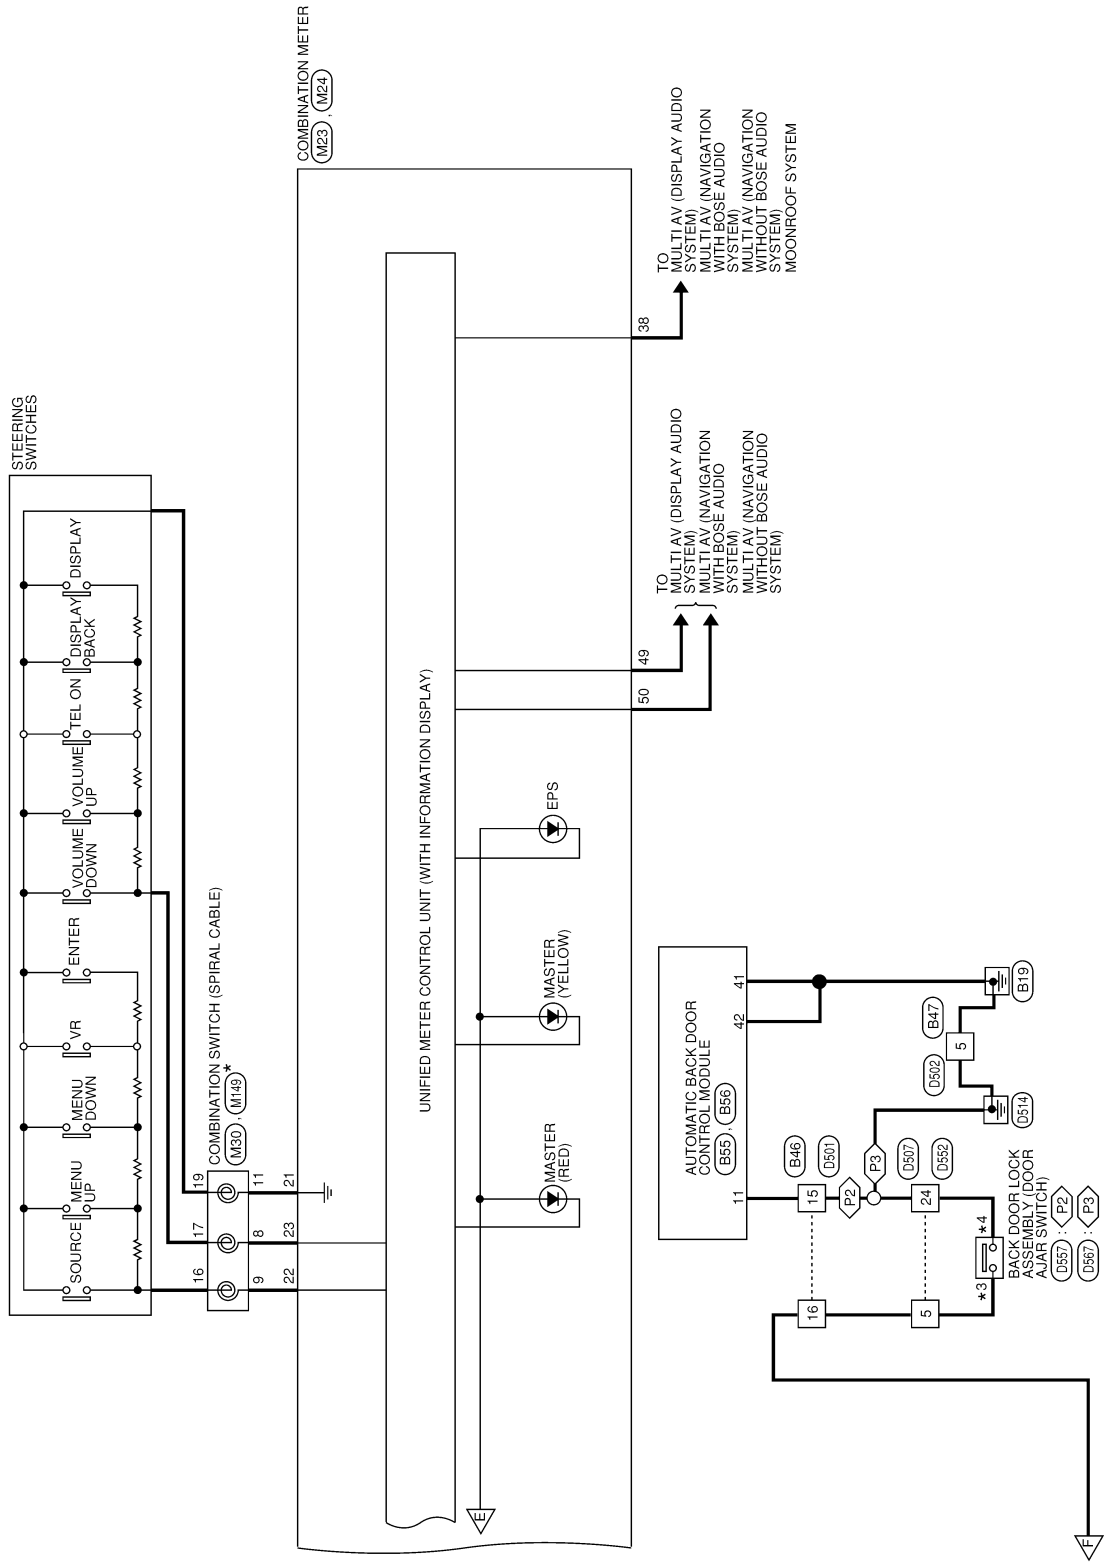 STEERING
SWITCHES
SOURCE
MENU
UP
MENU
DOWN
VR
ENTER
VOLUME
DOWN
VOLUME
UP
TEL ON
DISPLAY
BACK
DISPLAY
16
17
19
COMBINATION SWITCH (SPIRAL CABLE)
M30 , M149 *
9
8
11
22
23
21
COMBINATION METER
M23 , M24
UNIFIED METER CONTROL UNIT (WITH INFORMATION DISPLAY)
E
MASTER
(RED)
MASTER
(YELLOW)
EPS
50
49
38
TO
MULTI AV (DISPLAY AUDIO
SYSTEM)
MULTI AV (NAVIGATION
WITH BOSE AUDIO
SYSTEM)
MULTI AV (NAVIGATION
WITHOUT BOSE AUDIO
SYSTEM)
TO
MULTI AV (DISPLAY AUDIO
SYSTEM)
MULTI AV (NAVIGATION
WITH BOSE AUDIO
SYSTEM)
MULTI AV (NAVIGATION
WITHOUT BOSE AUDIO
SYSTEM)
MOONROOF SYSTEM
AUTOMATIC BACK DOOR
CONTROL MODULE
B55 , B56
11
42
41
16
15
B46
D501
P2
P3
5
24
D507
D552
D502
5
B47
D514
B19
*3
*4
BACK DOOR LOCK
ASSEMBLY (DOOR
AJAR SWITCH)
D557 : P2
D567 : P3
F